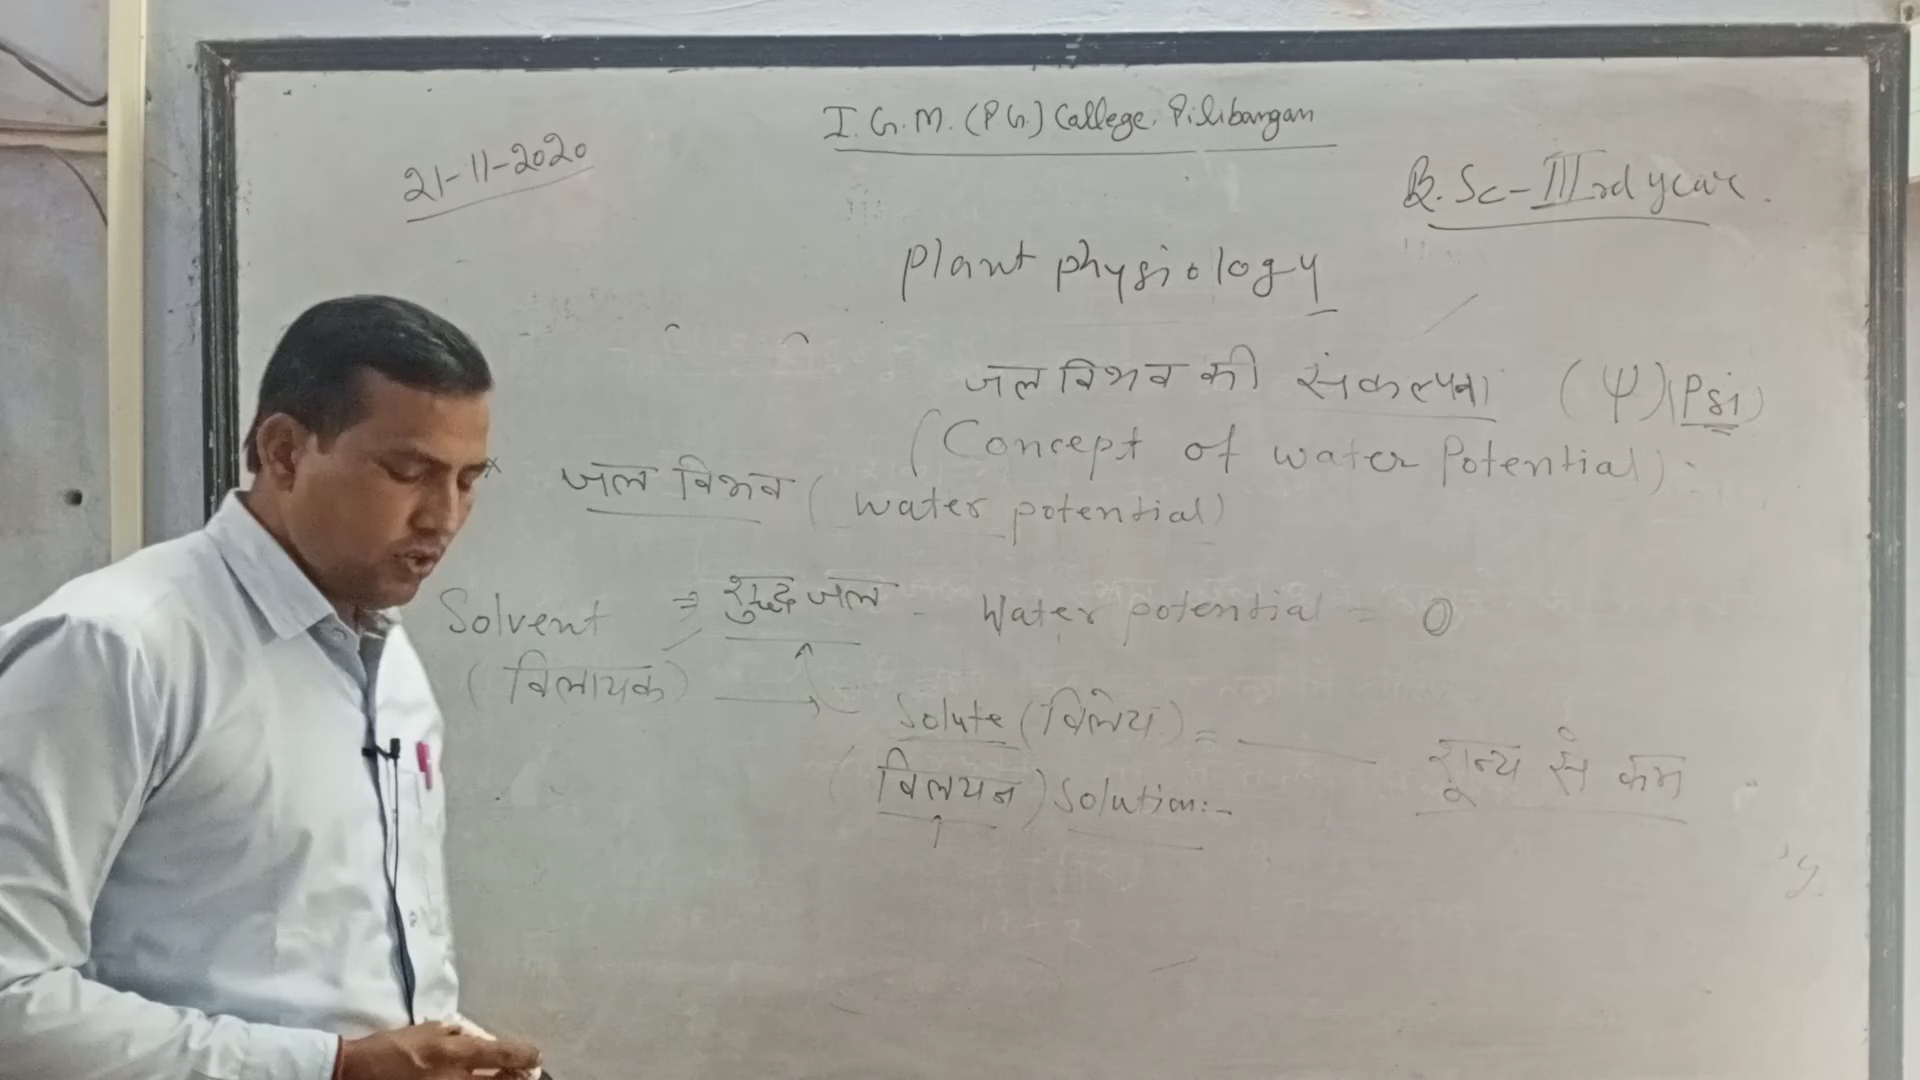 I.G.M. (P.G.) College, Pilibangan
21-11-2020
B.Sc-IIIrd year.
Plant physiology
जल विभव की संकल्पना (Ψ) (Psi)
(Concept of water Potential)
जल विभव (water potential)
Solvent ⇒ शुद्ध जल - Water potential = 0
(विलायक)
Solute (विलेय) =
(विलयन) Solution:- शून्य से कम